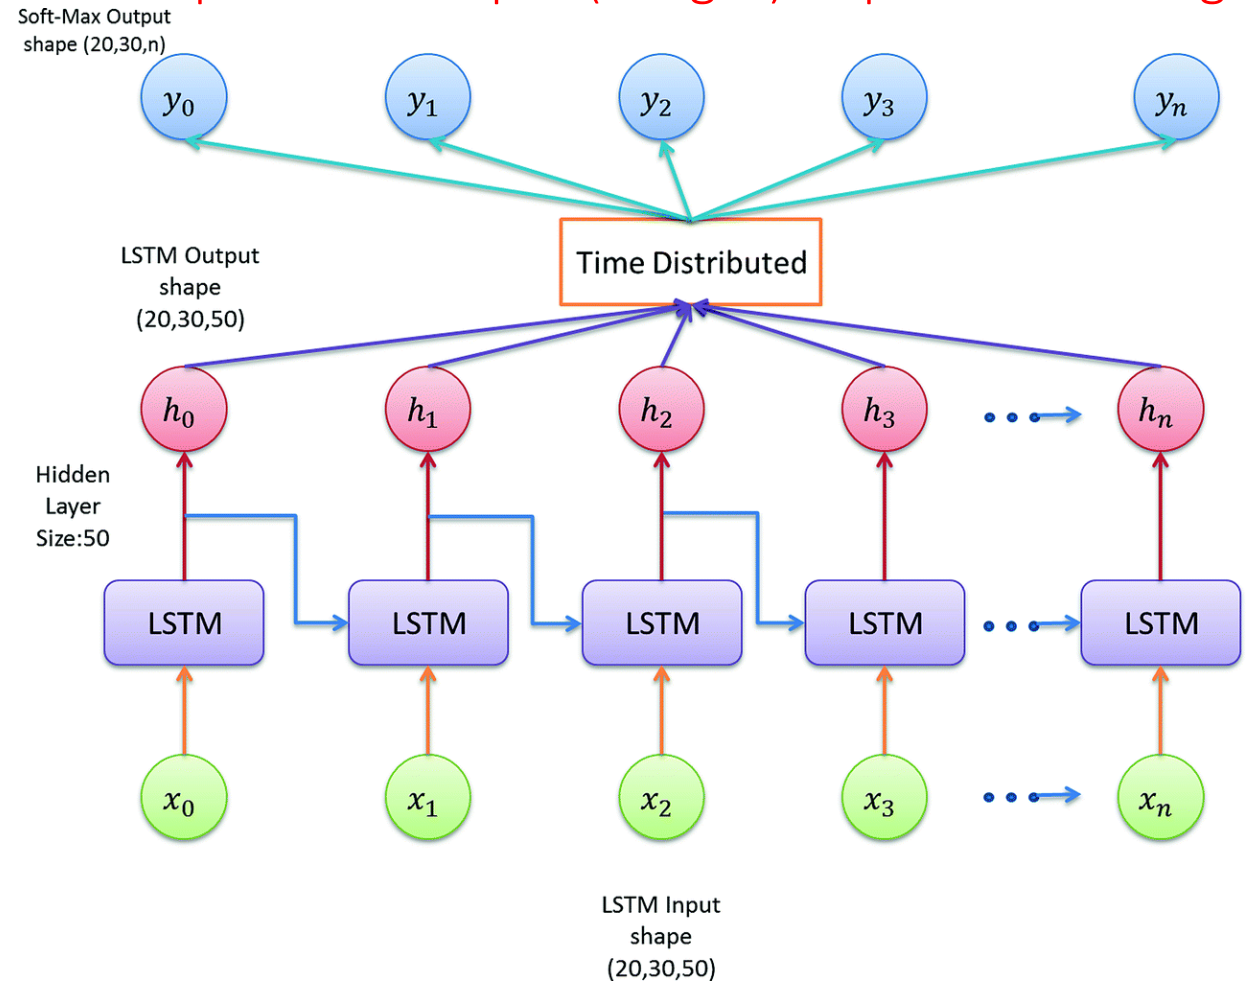 Soft-Max Output
shape (20,30,n)
y0 y1 y2 y3 yn
Time Distributed
LSTM Output
shape
(20,30,50)
h0 h1 h2 h3 hn
Hidden
Layer
Size:50
LSTM LSTM LSTM LSTM LSTM
x0 x1 x2 x3 xn
LSTM Input
shape
(20,30,50)